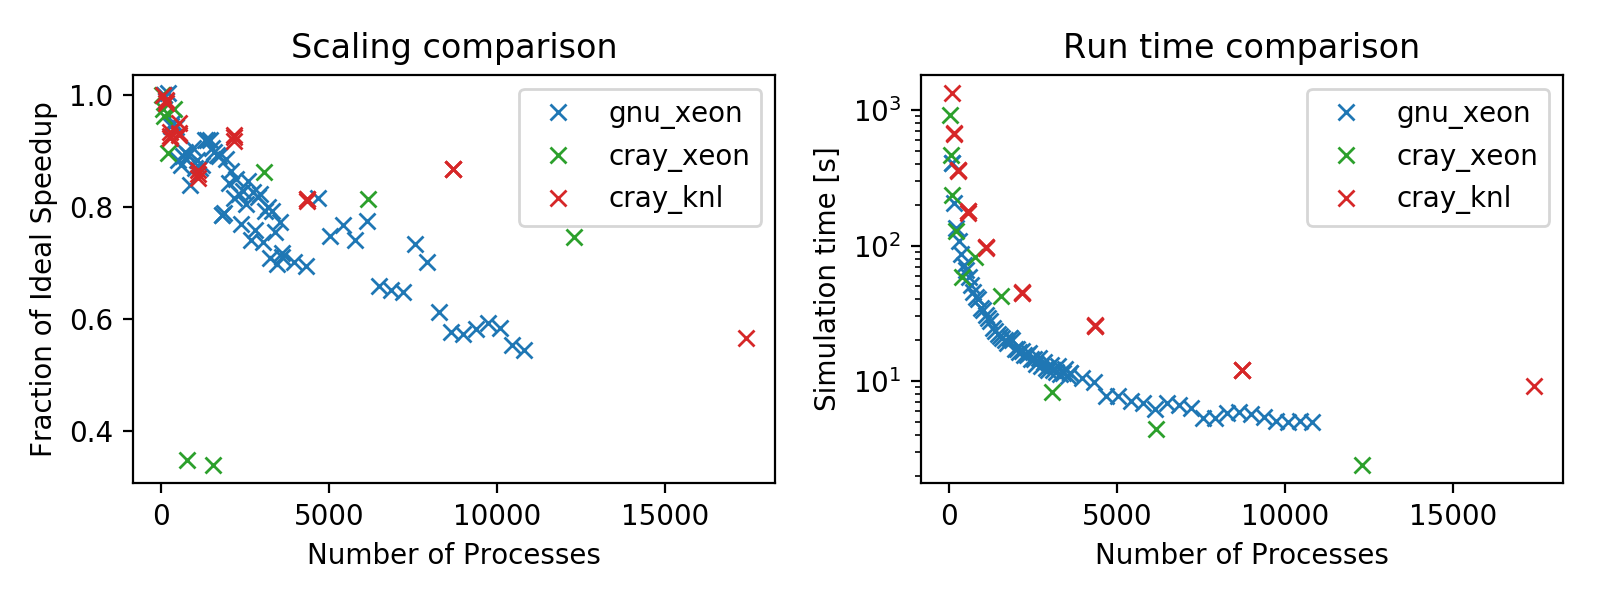 Scaling comparison
1.0
0.8
0.6
0.4
Fraction of Ideal Speedup
gnu_xeon
cray_xeon
cray_knl
0
5000
10000
15000
Number of Processes
Run time comparison
10³
10²
10¹
Simulation time [s]
gnu_xeon
cray_xeon
cray_knl
0
5000
10000
15000
Number of Processes